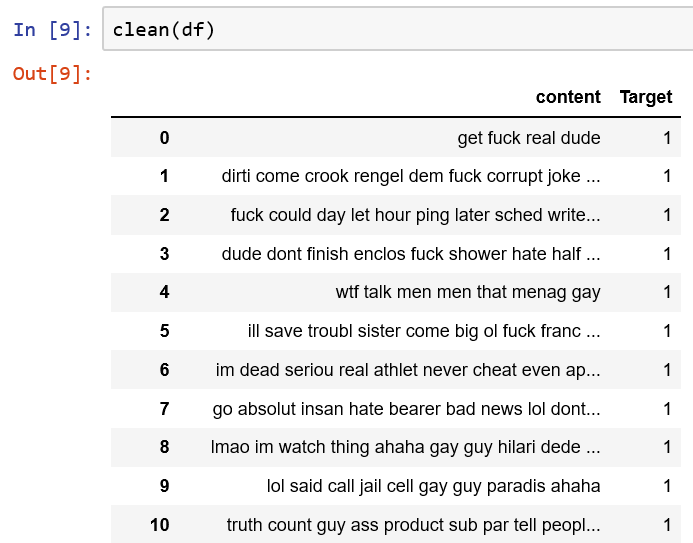 In [9]: clean(df)
Out[9]:
content Target
0 get fuck real dude 1
1 dirti come crook rengel dem fuck corrupt joke ... 1
2 fuck could day let hour ping later sched write... 1
3 dude dont finish enclos fuck shower hate half ... 1
4 wtf talk men men that menag gay 1
5 ill save troubl sister come big ol fuck franc ... 1
6 im dead seriou real athlet never cheat even ap... 1
7 go absolut insan hate bearer bad news lol dont... 1
8 lmao im watch thing ahaha gay guy hilari dede ... 1
9 lol said call jail cell gay guy paradis ahaha 1
10 truth count guy ass product sub par tell peopl... 1